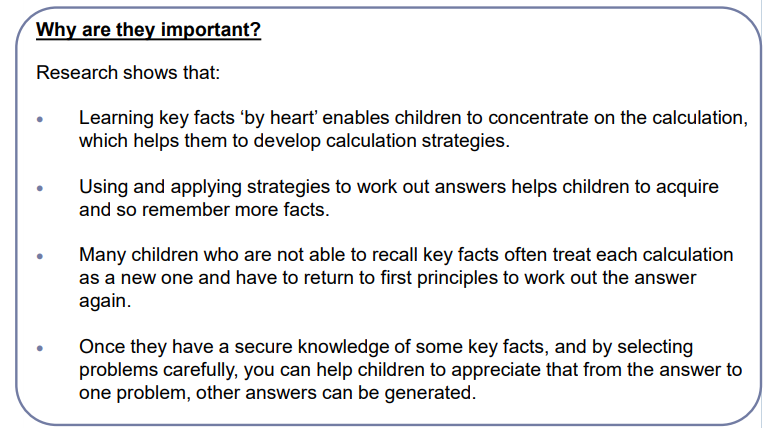 Why are they important?
Research shows that:
• Learning key facts ‘by heart’ enables children to concentrate on the calculation,
which helps them to develop calculation strategies.
• Using and applying strategies to work out answers helps children to acquire
and so remember more facts.
• Many children who are not able to recall key facts often treat each calculation
as a new one and have to return to first principles to work out the answer
again.
• Once they have a secure knowledge of some key facts, and by selecting
problems carefully, you can help children to appreciate that from the answer to
one problem, other answers can be generated.